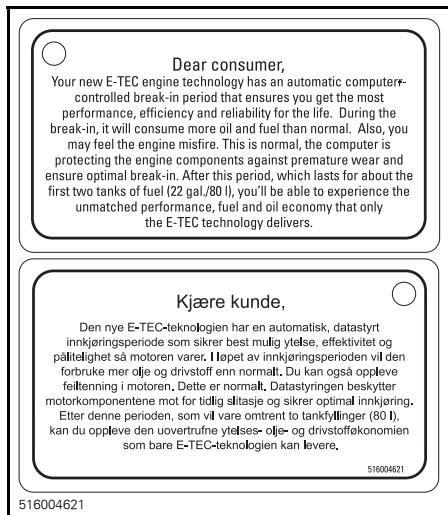 Dear consumer,
Your new E-TEC engine technology has an automatic computer-
controlled break-in period that ensures you get the most
performance, efficiency and reliability for the life. During the
break-in, it will consume more oil and fuel than normal. Also, you
may feel the engine misfire. This is normal, the computer is
protecting the engine components against premature wear and
ensure optimal break-in. After this period, which lasts for about the
first two tanks of fuel (22 gal./80 l), you'll be able to experience the
unmatched performance, fuel and oil economy that only
the E-TEC technology delivers.
Kjære kunde,
Den nye E-TEC-teknologien har en automatisk, datastyrt
innkjøringsperiode som sikrer best mulig ytelse, effektivitet og
pålitelighet så motoren varer. I løpet av innkjøringsperioden vil den
forbruke mer olje og drivstoff enn normalt. Du kan også oppleve
feiltenning i motoren. Dette er normalt. Datastyringen beskytter
motorkomponentene mot for tidlig slitasje og sikrer optimal innkjøring.
Etter denne perioden, som vil vare omtrent to tankfyllinger (80 l),
kan du oppleve den uovertrufne ytelses- olje- og drivstofføkonomien
som bare E-TEC-teknologien kan levere.
516004621
516004621